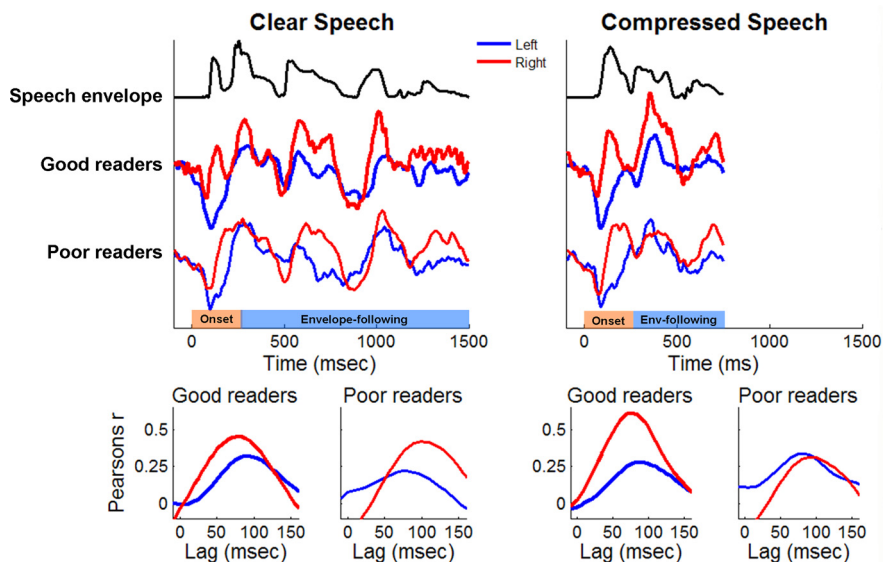 Clear Speech
Compressed Speech
Left
Right
Speech envelope
Good readers
Poor readers
Onset
Envelope-following
Onset
Env-following
0
500
1000
1500
0
500
1000
1500
Time (msec)
Time (ms)
Good readers
Poor readers
Good readers
Poor readers
Pearsons r
0.5
0.25
0
0.5
0.25
0
0
50
100
150
0
50
100
150
0
50
100
150
0
50
100
150
Lag (msec)
Lag (msec)
Lag (msec)
Lag (msec)